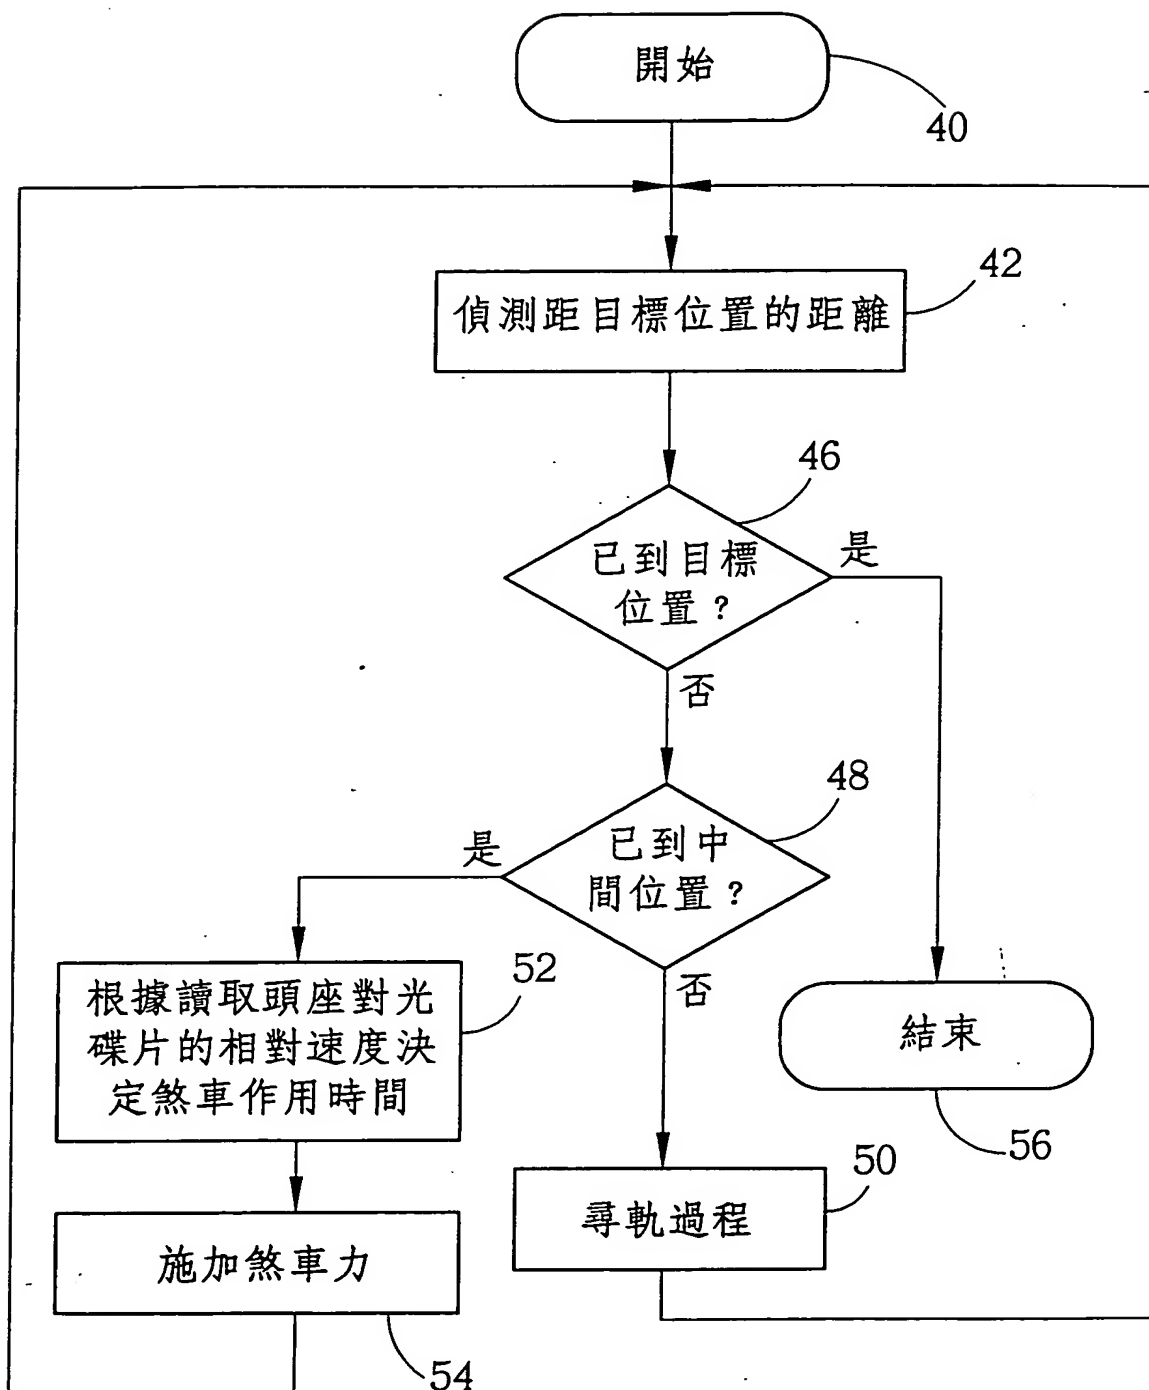 開始
40
偵測距目標位置的距離
42
46
已到目標
位置?
是
否
48
已到中
間位置?
是
否
根據讀取頭座對光
碟片的相對速度決
定煞車作用時間
52
結束
56
尋軌過程
50
施加煞車力
54